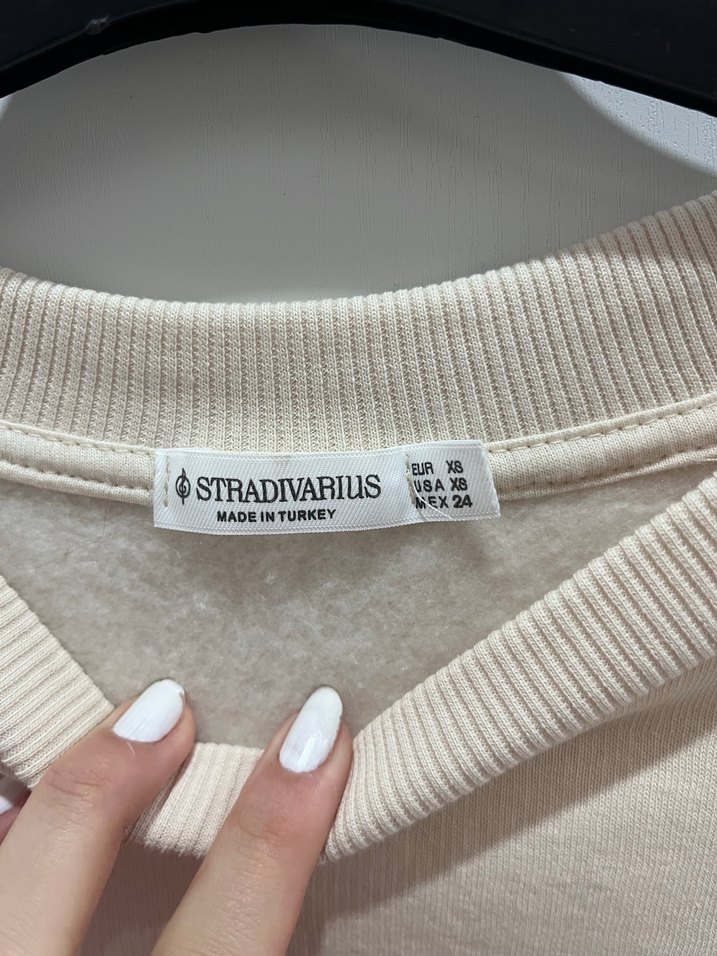 STRADIVARIUS
MADE IN TURKEY
EUR XS
USA XS
MEX 24